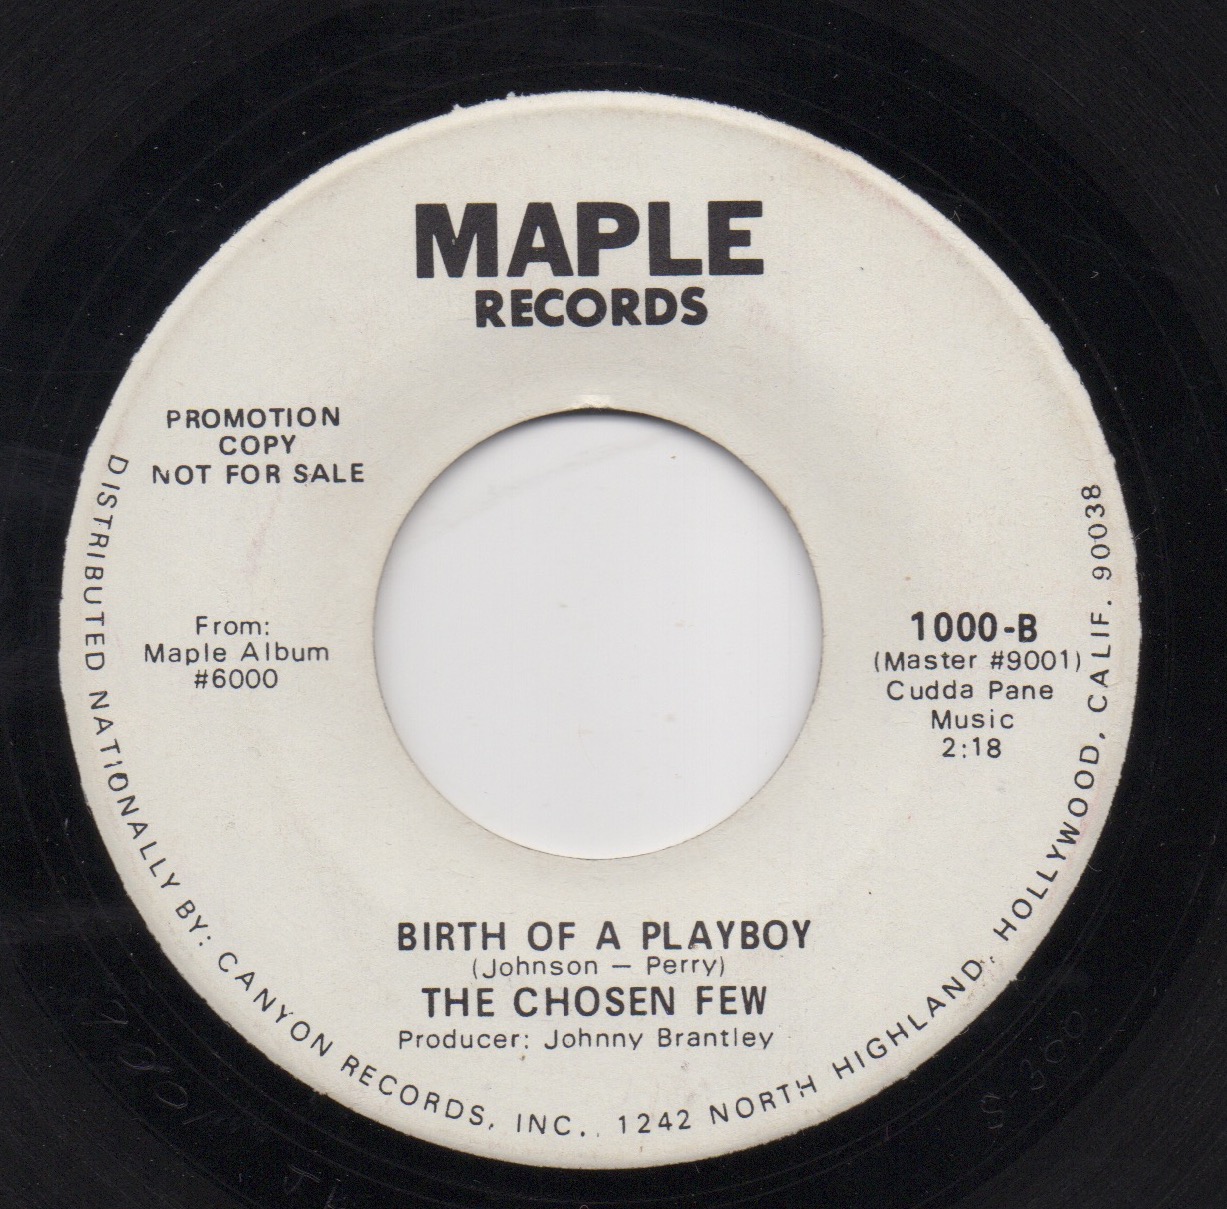 MAPLE
RECORDS
PROMOTION
COPY
NOT FOR SALE
From:
Maple Album
#6000
1000-B
(Master #9001)
Cudda Pane
Music
2:18
BIRTH OF A PLAYBOY
(Johnson — Perry)
THE CHOSEN FEW
Producer: Johnny Brantley
DISTRIBUTED NATIONALLY BY: CANYON RECORDS, INC., 1242 NORTH HIGHLAND, HOLLYWOOD, CALIF. 90038